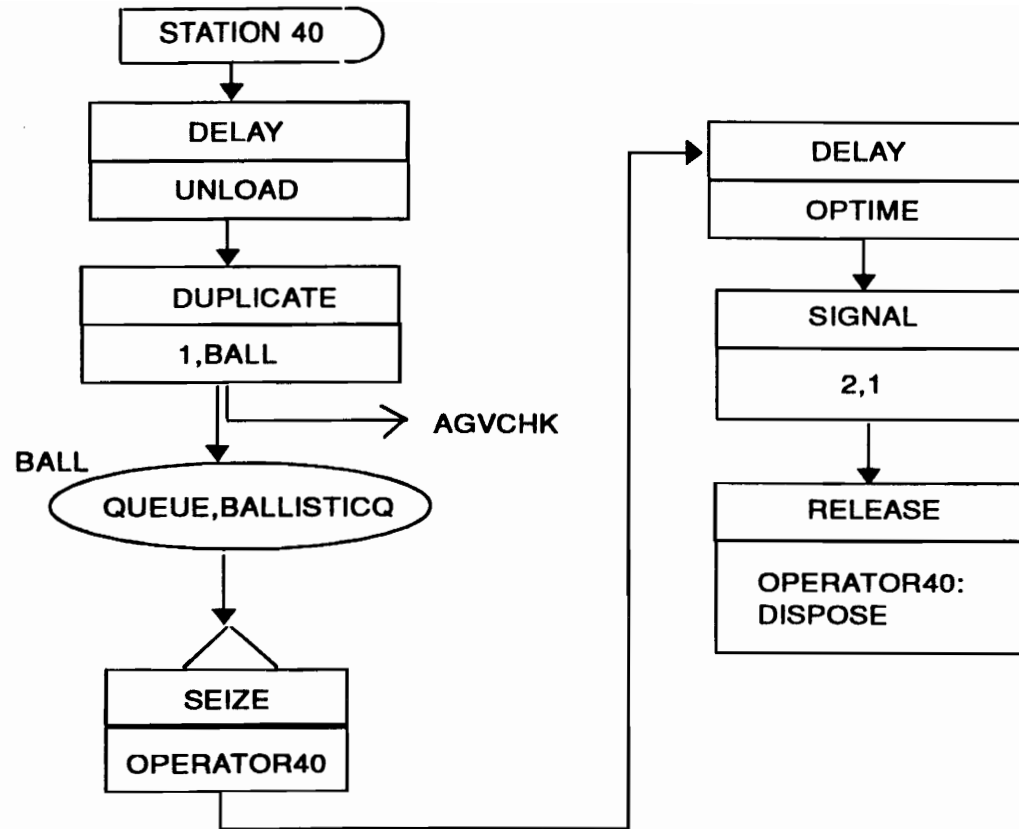 STATION 40
DELAY
UNLOAD
DUPLICATE
1,BALL
AGVCHK
BALL
QUEUE,BALLISTICQ
SEIZE
OPERATOR40
DELAY
OPTIME
SIGNAL
2,1
RELEASE
OPERATOR40:
DISPOSE